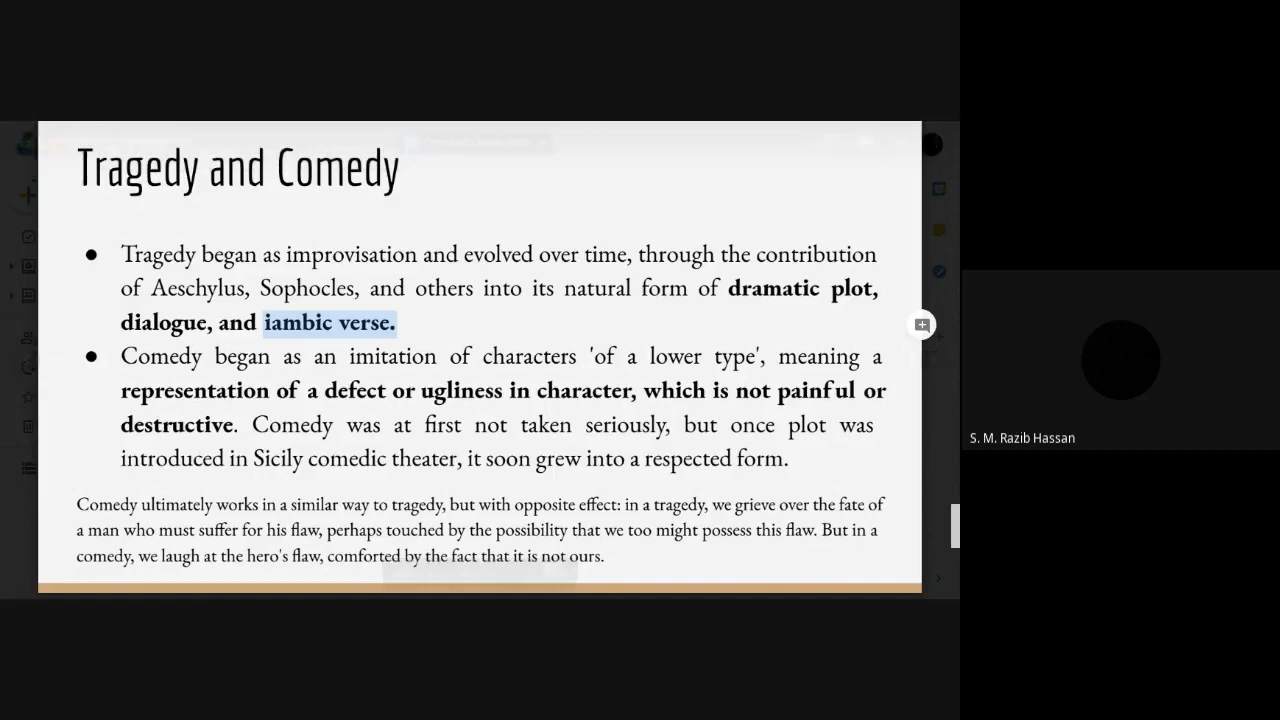 Tragedy and Comedy
● Tragedy began as improvisation and evolved over time, through the contribution
of Aeschylus, Sophocles, and others into its natural form of dramatic plot,
dialogue, and iambic verse.
● Comedy began as an imitation of characters 'of a lower type', meaning a
representation of a defect or ugliness in character, which is not painful or
destructive. Comedy was at first not taken seriously, but once plot was
introduced in Sicily comedic theater, it soon grew into a respected form.
Comedy ultimately works in a similar way to tragedy, but with opposite effect: in a tragedy, we grieve over the fate of
a man who must suffer for his flaw, perhaps touched by the possibility that we too might possess this flaw. But in a
comedy, we laugh at the hero's flaw, comforted by the fact that it is not ours.
S. M. Razib Hassan